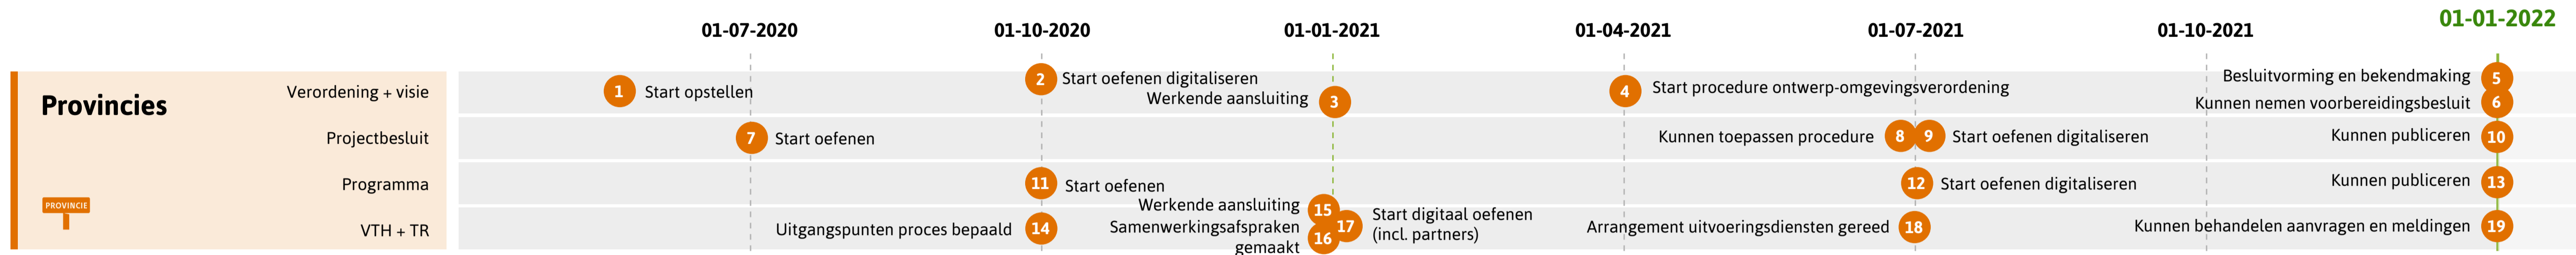 01-07-2020
01-10-2020
01-01-2021
01-04-2021
01-07-2021
01-10-2021
01-01-2022
Provincies
PROVINCIE
Verordening + visie
1 Start opstellen
2 Start oefenen digitaliseren
Werkende aansluiting 3
4 Start procedure ontwerp-omgevingsverordening
Besluitvorming en bekendmaking 5
Kunnen nemen voorbereidingsbesluit 6
Projectbesluit
7 Start oefenen
Kunnen toepassen procedure 8
9 Start oefenen digitaliseren
Kunnen publiceren 10
Programma
11 Start oefenen
12 Start oefenen digitaliseren
Kunnen publiceren 13
VTH + TR
Uitgangspunten proces bepaald 14
Werkende aansluiting 15
Samenwerkingsafspraken
gemaakt 16
17 Start digitaal oefenen
(incl. partners)
Arrangement uitvoeringsdiensten gereed 18
Kunnen behandelen aanvragen en meldingen 19